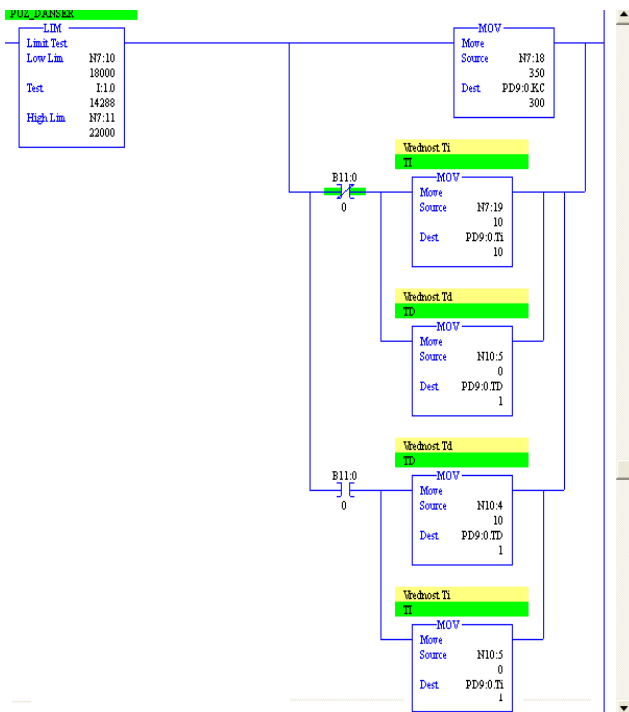 POZ_DANSER
LIM
Limit Test
Low Lim N7:10
18000
Test I:1.0
14288
High Lim N7:11
22000
MOV
Move
Source N7:18
350
Dest PD9:0.KC
300
Vrednost Ti
TI
B11:0
0
MOV
Move
Source N7:19
10
Dest PD9:0.Ti
10
Vrednost Td
TD
MOV
Move
Source N10:5
0
Dest PD9:0.TD
1
Vrednost Td
TD
B11:0
0
MOV
Move
Source N10:4
10
Dest PD9:0.TD
1
Vrednost Ti
TI
MOV
Move
Source N10:5
0
Dest PD9:0.Ti
1